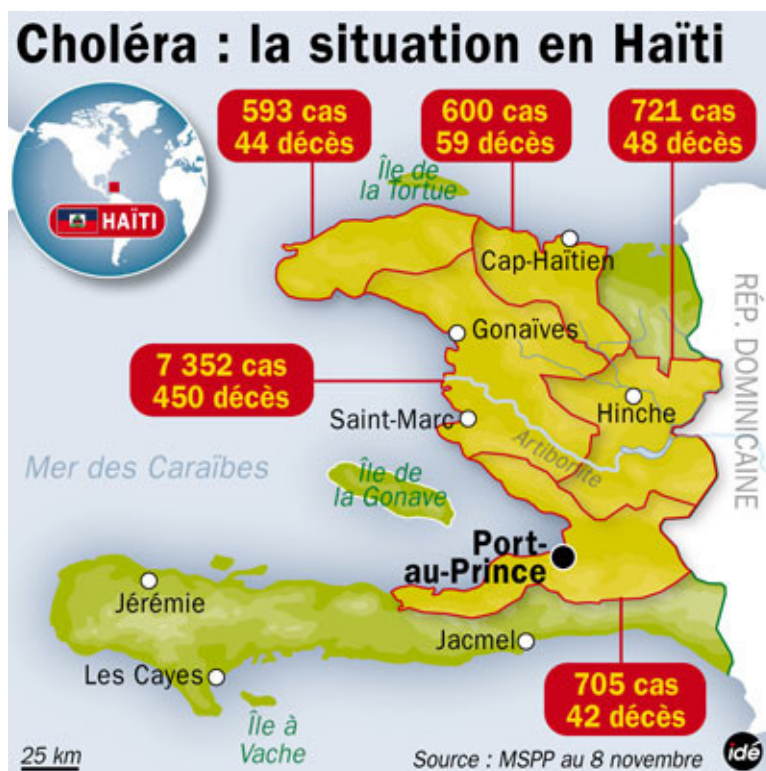 Choléra : la situation en Haïti
593 cas
44 décès
600 cas
59 décès
721 cas
48 décès
Île de
la Tortue
HAÏTI
Cap-Haïtien
RÉP. DOMINICAINE
Gonaïves
7 352 cas
450 décès
Hinche
Saint-Marc
Artibonite
Mer des Caraïbes
Île de
la Gonave
Port-
au-Prince
Jérémie
Jacmel
Les Cayes
705 cas
42 décès
Île à
Vache
25 km
Source : MSPP au 8 novembre
idé